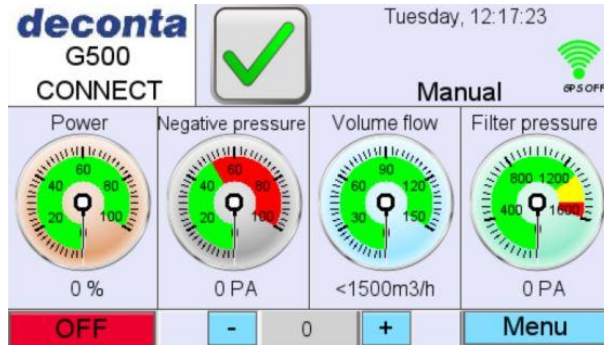 deconta
G500
CONNECT
Tuesday, 12:17:23
Manual
GPS OFF
Power
Negative pressure
Volume flow
Filter pressure
20 40 60 80 100
20 40 60 80 100
30 60 90 120 150
400 800 1200 1600
0 %
0 PA
<1500m3/h
0 PA
OFF
-
0
+
Menu